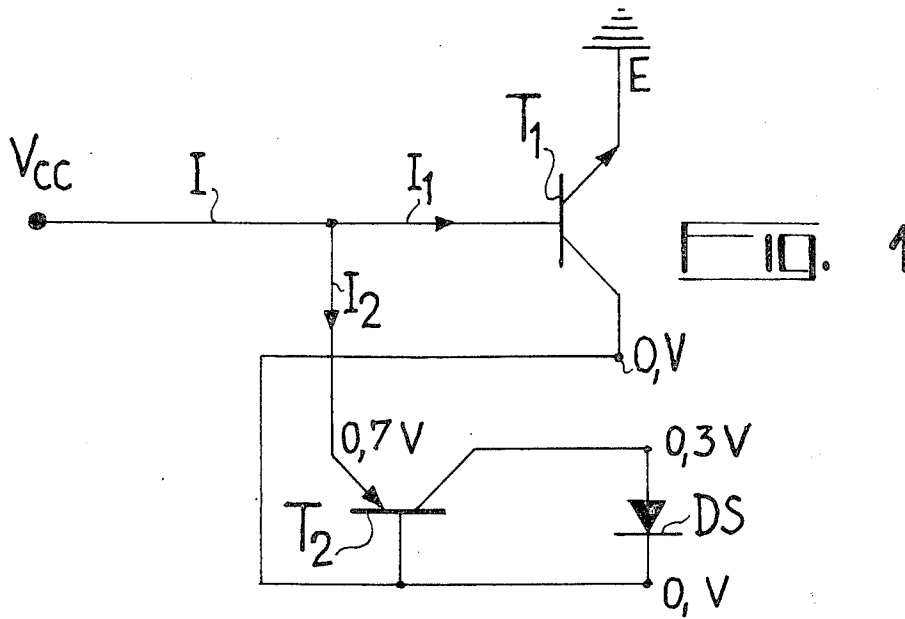 E
T1
VCC
I
I1
Fig. 1
I2
0,V
0,7 V
0,3 V
T2
DS
0, V